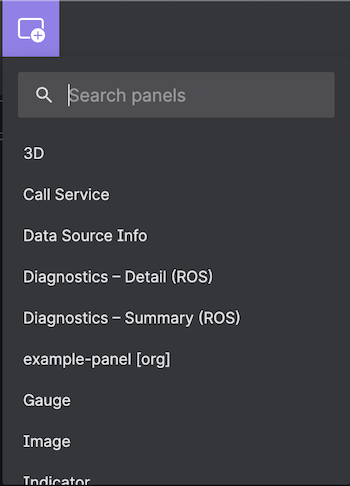 Search panels
3D
Call Service
Data Source Info
Diagnostics – Detail (ROS)
Diagnostics – Summary (ROS)
example-panel [org]
Gauge
Image
Indicator